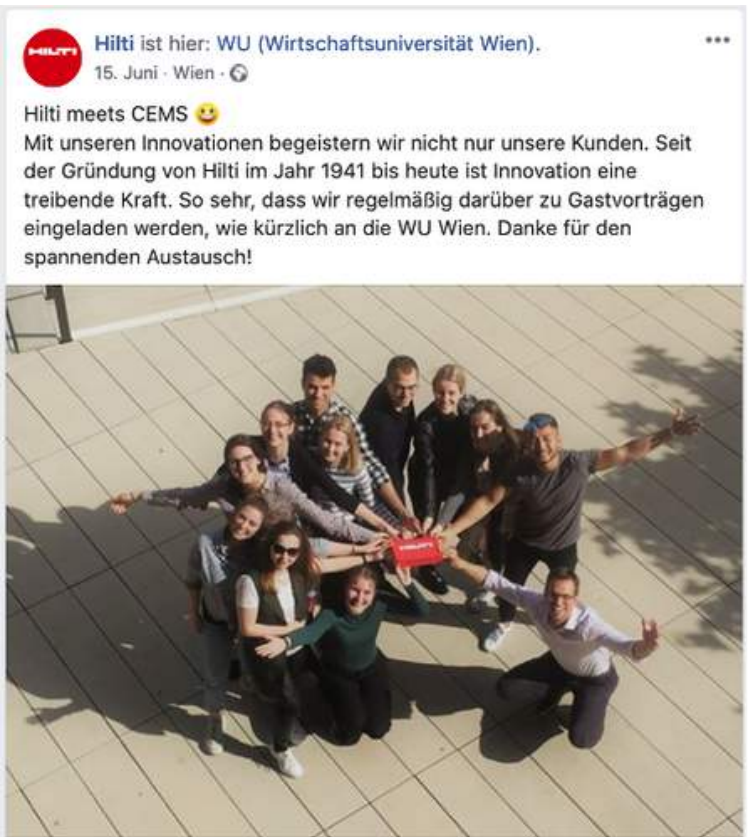 HILTI
Hilti ist hier: WU (Wirtschaftsuniversität Wien).
15. Juni · Wien ·
Hilti meets CEMS 😀
Mit unseren Innovationen begeistern wir nicht nur unsere Kunden. Seit
der Gründung von Hilti im Jahr 1941 bis heute ist Innovation eine
treibende Kraft. So sehr, dass wir regelmäßig darüber zu Gastvorträgen
eingeladen werden, wie kürzlich an die WU Wien. Danke für den
spannenden Austausch!
HILTI